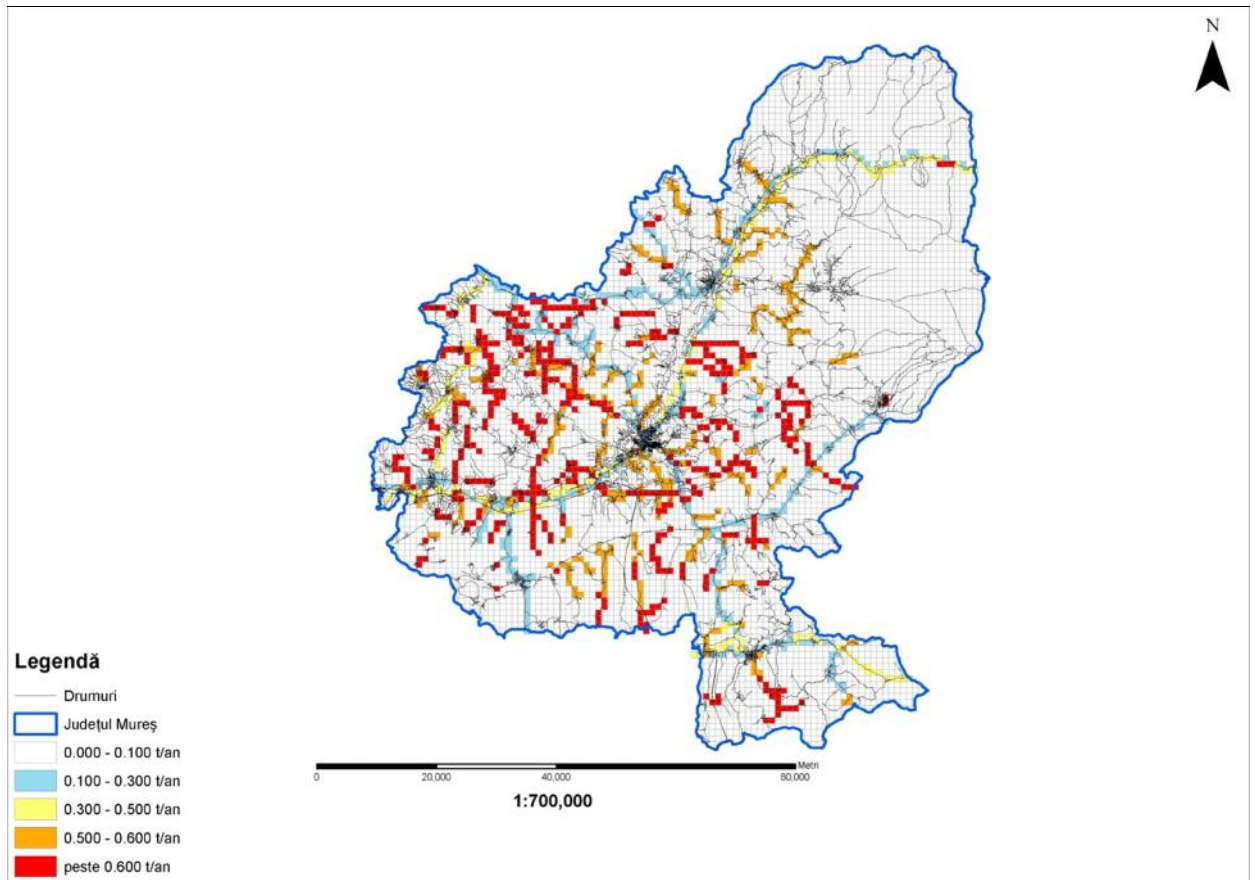 N
Legendă
Drumuri
Județul Mureș
0.000 - 0.100 t/an
0.100 - 0.300 t/an
0.300 - 0.500 t/an
0.500 - 0.600 t/an
peste 0.600 t/an
Metri
0 20,000 40,000 80,000
1:700,000